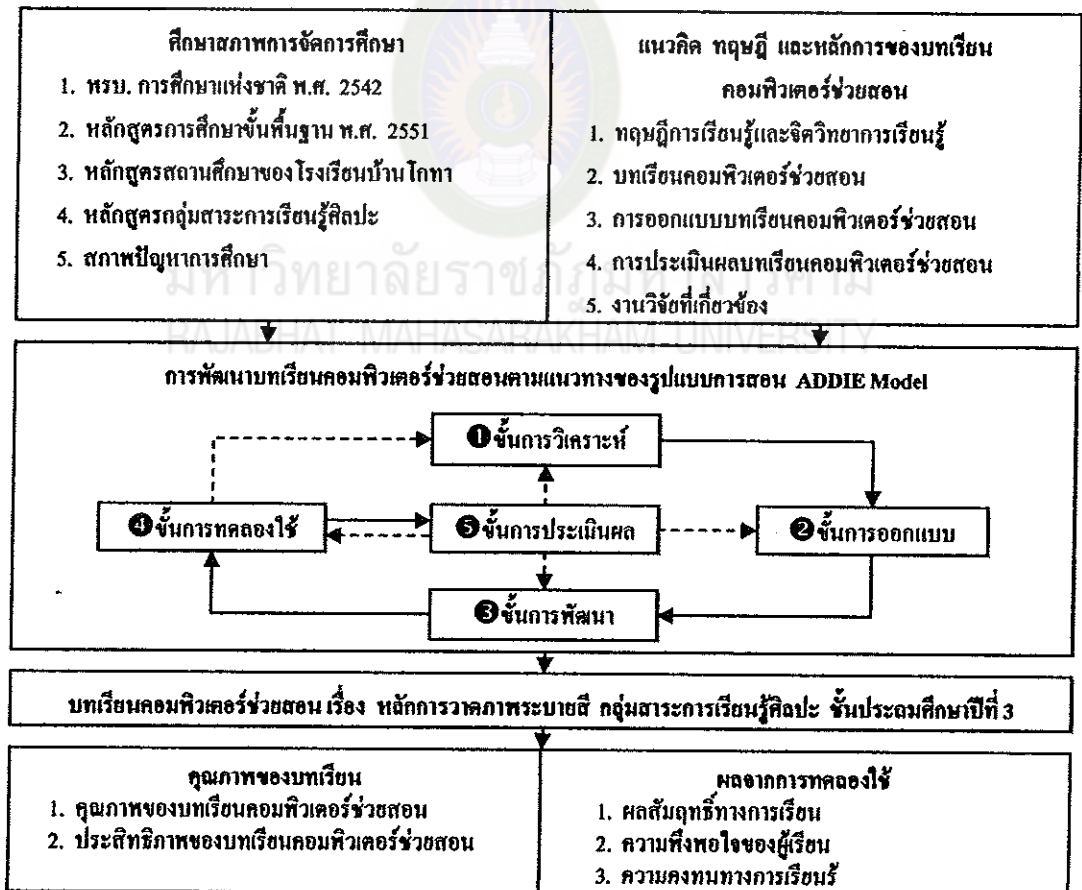 ศึกษาสภาพการจัดการศึกษา
1. พรบ. การศึกษาแห่งชาติ พ.ศ. 2542
2. หลักสูตรการศึกษาขั้นพื้นฐาน พ.ศ. 2551
3. หลักสูตรสถานศึกษาของโรงเรียนบ้านโกทา
4. หลักสูตรกลุ่มสาระการเรียนรู้ศิลปะ
5. สภาพปัญหาการศึกษา
แนวคิด ทฤษฎี และหลักการของบทเรียน
คอมพิวเตอร์ช่วยสอน
1. ทฤษฎีการเรียนรู้และจิตวิทยาการเรียนรู้
2. บทเรียนคอมพิวเตอร์ช่วยสอน
3. การออกแบบบทเรียนคอมพิวเตอร์ช่วยสอน
4. การประเมินผลบทเรียนคอมพิวเตอร์ช่วยสอน
5. งานวิจัยที่เกี่ยวข้อง
มหาวิทยาลัยราชภัฏมหาสารคาม
RAJABHAT MAHASARAKHAM UNIVERSITY
การพัฒนาบทเรียนคอมพิวเตอร์ช่วยสอนตามแนวทางของรูปแบบการสอน ADDIE Model
❶ขั้นการวิเคราะห์
❹ขั้นการทดลองใช้
❺ขั้นการประเมินผล
❷ขั้นการออกแบบ
❸ขั้นการพัฒนา
บทเรียนคอมพิวเตอร์ช่วยสอน เรื่อง หลักการวาดภาพระบายสี กลุ่มสาระการเรียนรู้ศิลปะ ชั้นประถมศึกษาปีที่ 3
คุณภาพของบทเรียน
1. คุณภาพของบทเรียนคอมพิวเตอร์ช่วยสอน
2. ประสิทธิภาพของบทเรียนคอมพิวเตอร์ช่วยสอน
ผลจากการทดลองใช้
1. ผลสัมฤทธิ์ทางการเรียน
2. ความพึงพอใจของผู้เรียน
3. ความคงทนทางการเรียนรู้